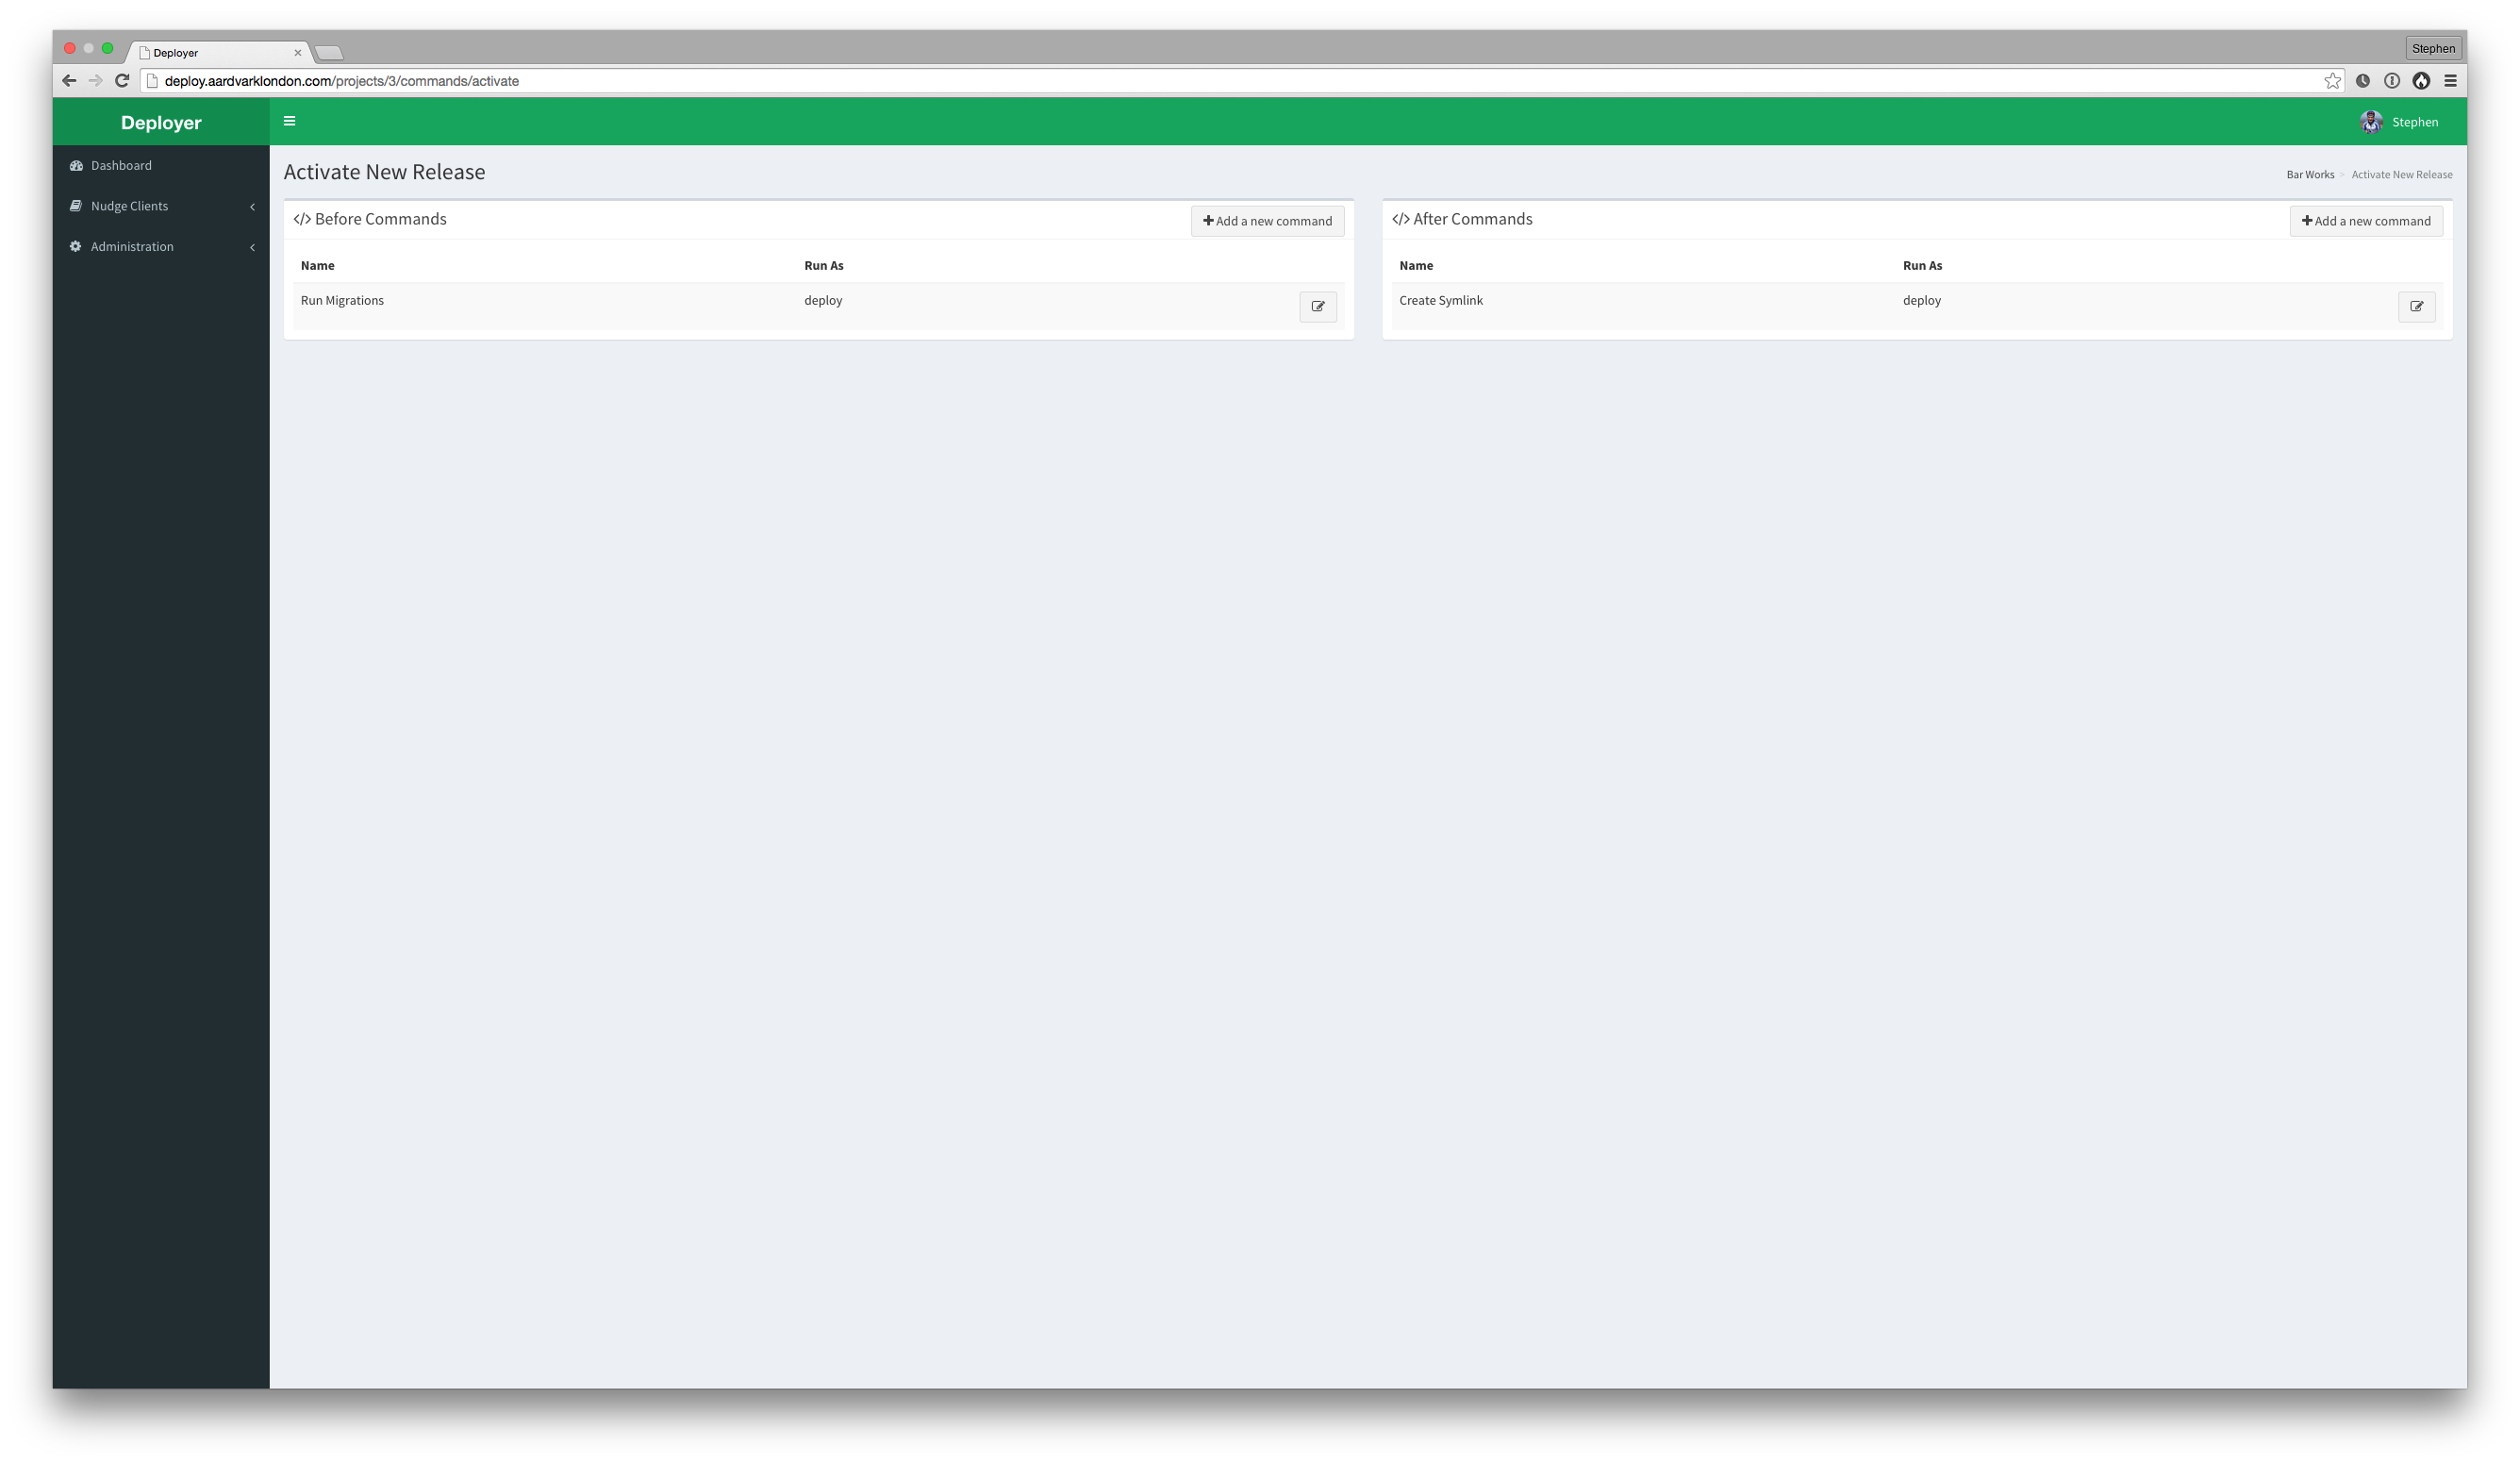 Deployer
Stephen
deploy.aardvarklondon.com/projects/3/commands/activate
Deployer
Stephen
Dashboard
Nudge Clients
Administration
Activate New Release
Bar Works > Activate New Release
</> Before Commands
+ Add a new command
Name Run As
Run Migrations deploy
</> After Commands
+ Add a new command
Name Run As
Create Symlink deploy